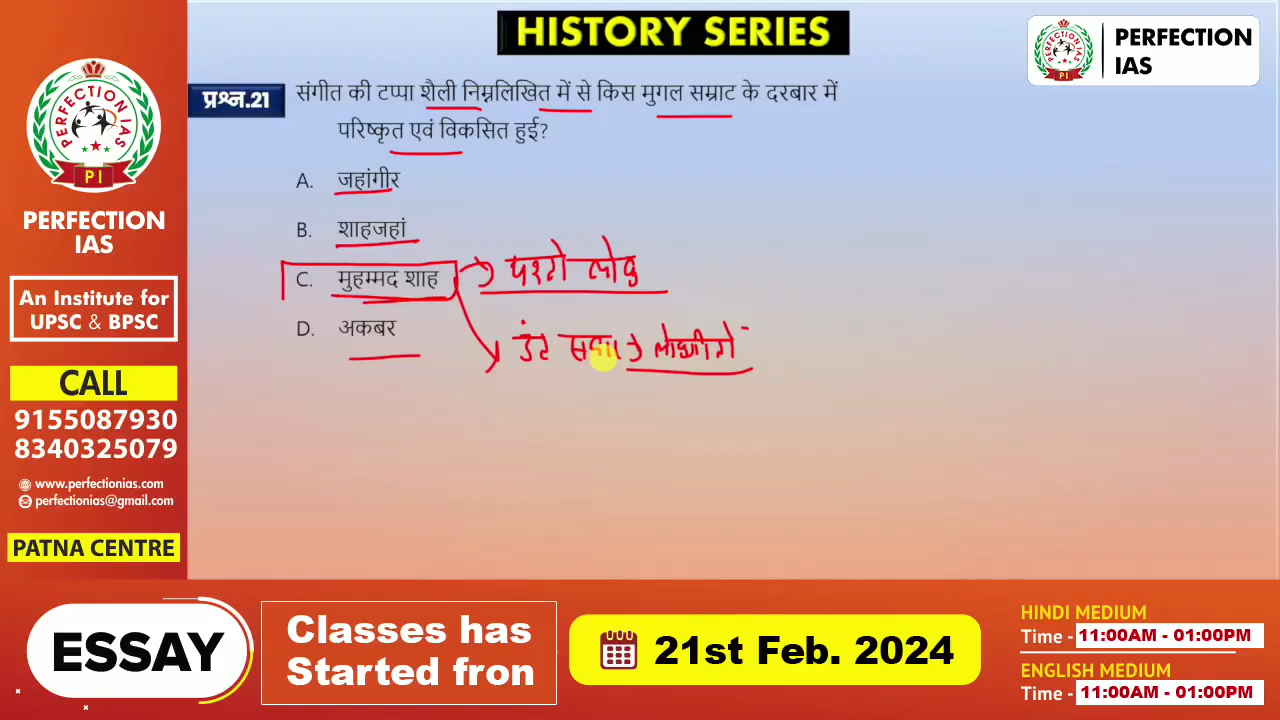 HISTORY SERIES
PERFECTION
IAS
PERFECTION
PI
PERFECTION
IAS
An Institute for
UPSC & BPSC
CALL
9155087930
8340325079
www.perfectionias.com
perfectionias@gmail.com
PATNA CENTRE
प्रश्न.21
संगीत की टप्पा शैली निम्नलिखित में से किस मुगल सम्राट के दरबार में
परिष्कृत एवं विकसित हुई?
A. जहांगीर
B. शाहजहां
C. मुहम्मद शाह
D. अकबर
ESSAY
Classes has
Started fron
21st Feb. 2024
HINDI MEDIUM
Time - 11:00AM - 01:00PM
ENGLISH MEDIUM
Time - 11:00AM - 01:00PM